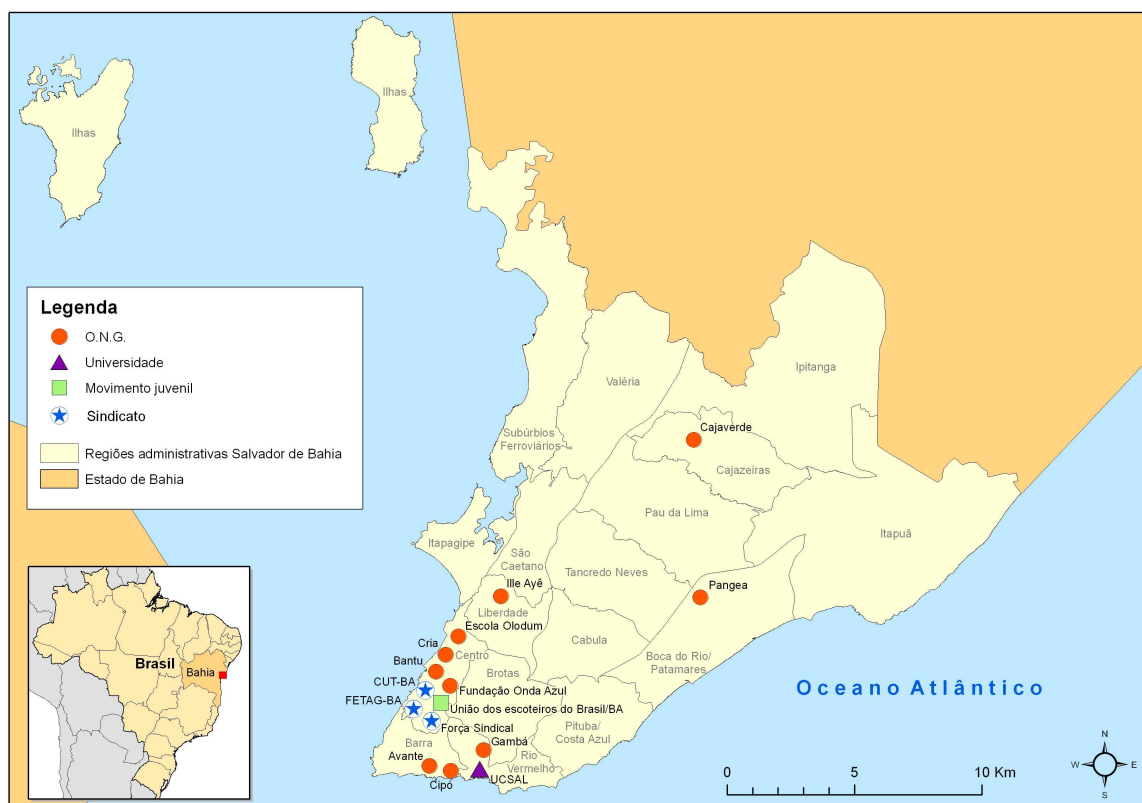 Ilhas
Ilhas
Legenda
O.N.G.
Universidade
Movimento juvenil
Sindicato
Regiões administrativas Salvador de Bahia
Estado de Bahia
Ipitanga
Valéria
Cajaverde
Subúrbios
Ferroviários
Cajazeiras
Pau da Lima
Itapuâ
Itapagipe
São
Caetano
Tancredo Neves
Ille Ayê
Pangea
Liberdade
Escola Olodum
Cria
Centro
Cabula
Bantu
Brotas
Boca do Rio/
Patamares
CUT-BA
Fundação Onda Azul
FETAG-BA
União dos escoteiros do Brasil/BA
Força Sindical
Pituba/
Costa Azul
Barra
Gambá
Avante
Rio
Vermelho
Cipó
UCSAL
Brasil
Bahia
Oceano Atlântico
0 5 10 Km
N
W E
S